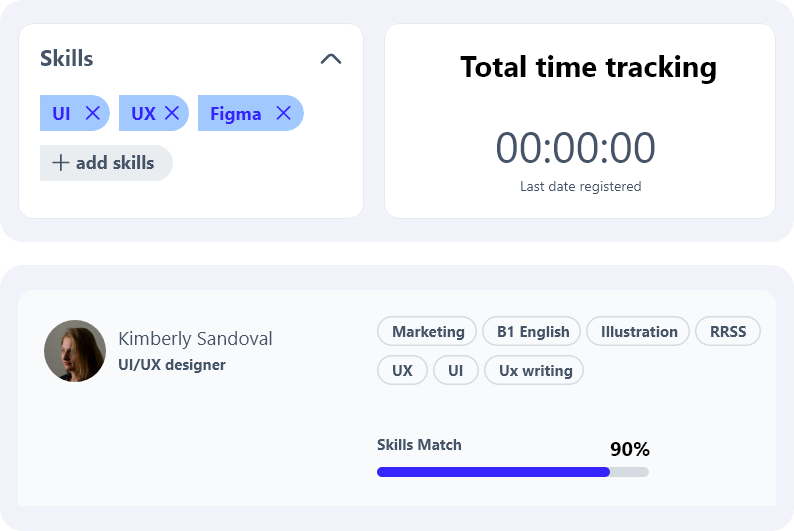 Skills
UI UX Figma
add skills
Total time tracking
00:00:00
Last date registered
Kimberly Sandoval
UI/UX designer
Marketing B1 English Illustration RRSS
UX UI Ux writing
Skills Match 90%